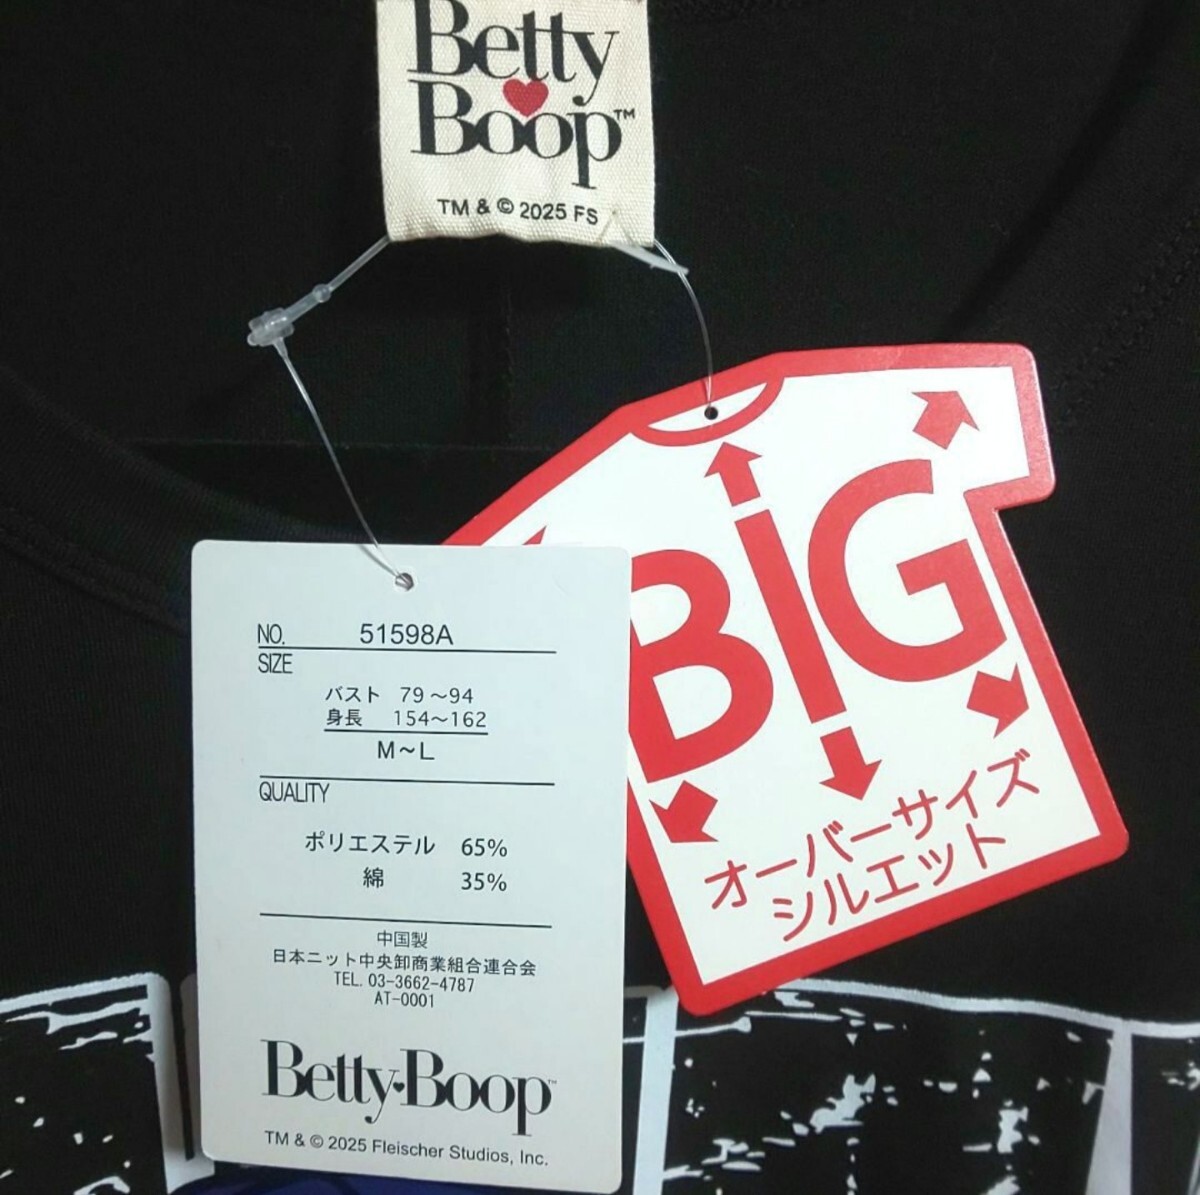 Betty
Boop™
TM & © 2025 FS
BIG
オーバーサイズ
シルエット
NO. 51598A
SIZE
バスト 79～94
身長 154～162
M～L
QUALITY
ポリエステル 65%
綿 35%
中国製
日本ニット中央卸商業組合連合会
TEL. 03-3662-4787
AT-0001
Betty♥Boop™
TM & © 2025 Fleischer Studios, Inc.